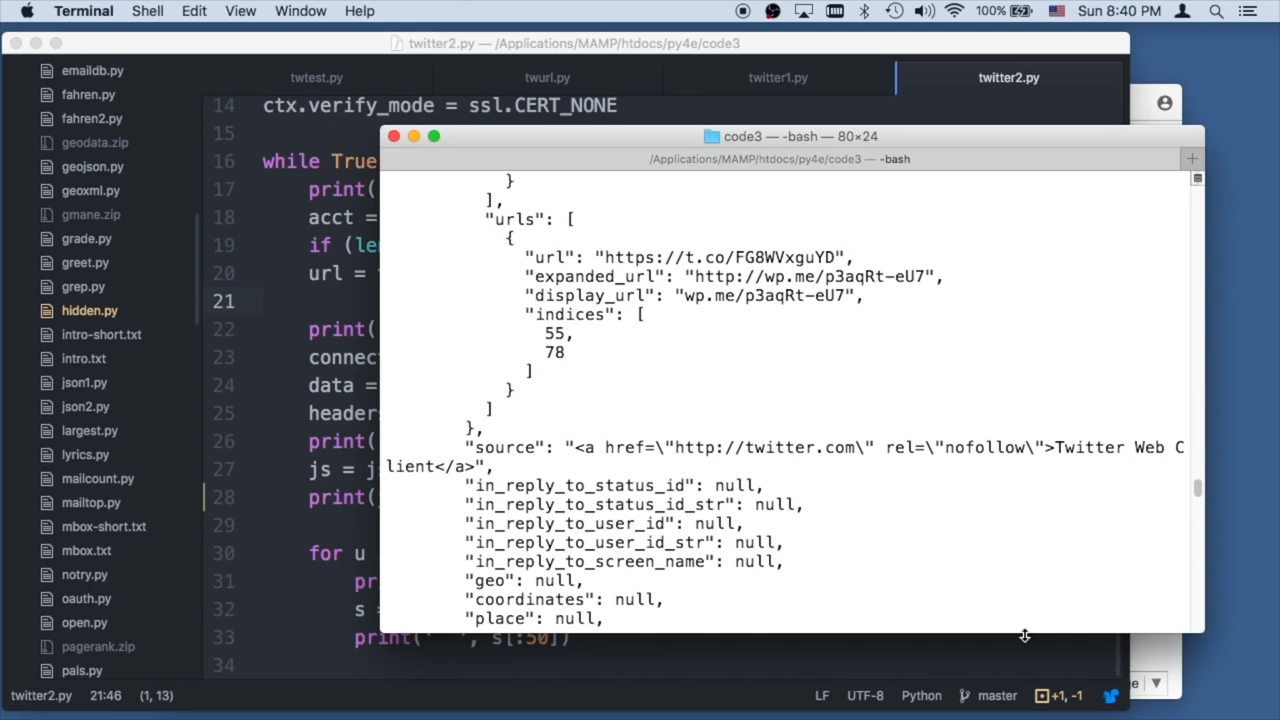 Terminal Shell Edit View Window Help 100% Sun 8:40 PM
twitter2.py — /Applications/MAMP/htdocs/py4e/code3
emaildb.py
fahren.py
fahren2.py
geodata.zip
geojson.py
geoxml.py
gmane.zip
grade.py
greet.py
grep.py
hidden.py
intro-short.txt
intro.txt
json1.py
json2.py
largest.py
lyrics.py
mailcount.py
mailtop.py
mbox-short.txt
mbox.txt
notry.py
oauth.py
open.py
pagerank.zip
pals.py
twtest.py twurl.py twitter1.py twitter2.py
14 ctx.verify_mode = ssl.CERT_NONE
15
16 while True
17 print(
18 acct =
19 if (le
20 url =
21
22 print(
23 connec
24 data =
25 header
26 print(
27 js = j
28 print(
29
30 for u
31 pr
32 s =
33 print(' ', s[:50])
34
code3 — -bash — 80×24
/Applications/MAMP/htdocs/py4e/code3 — -bash
}
],
"urls": [
{
"url": "https://t.co/FG8WVxguYD",
"expanded_url": "http://wp.me/p3aqRt-eU7",
"display_url": "wp.me/p3aqRt-eU7",
"indices": [
55,
78
]
}
]
},
"source": "<a href=\"http://twitter.com\" rel=\"nofollow\">Twitter Web C
lient</a>",
"in_reply_to_status_id": null,
"in_reply_to_status_id_str": null,
"in_reply_to_user_id": null,
"in_reply_to_user_id_str": null,
"in_reply_to_screen_name": null,
"geo": null,
"coordinates": null,
"place": null,
twitter2.py 21:46 (1, 13) LF UTF-8 Python master +1, -1